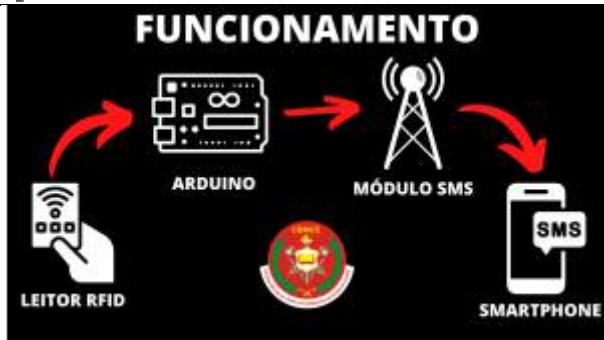 FUNCIONAMENTO
ARDUINO
MÓDULO SMS
SMS
LEITOR RFID
SMARTPHONE